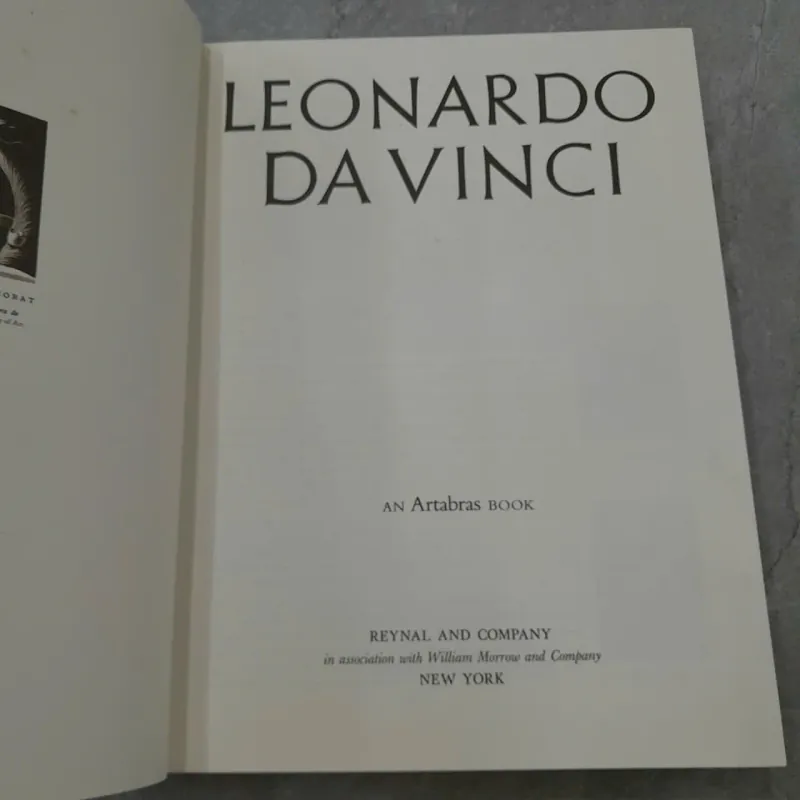 LEONARDO
DA VINCI
AN Artabras BOOK
REYNAL AND COMPANY
in association with William Morrow and Company
NEW YORK